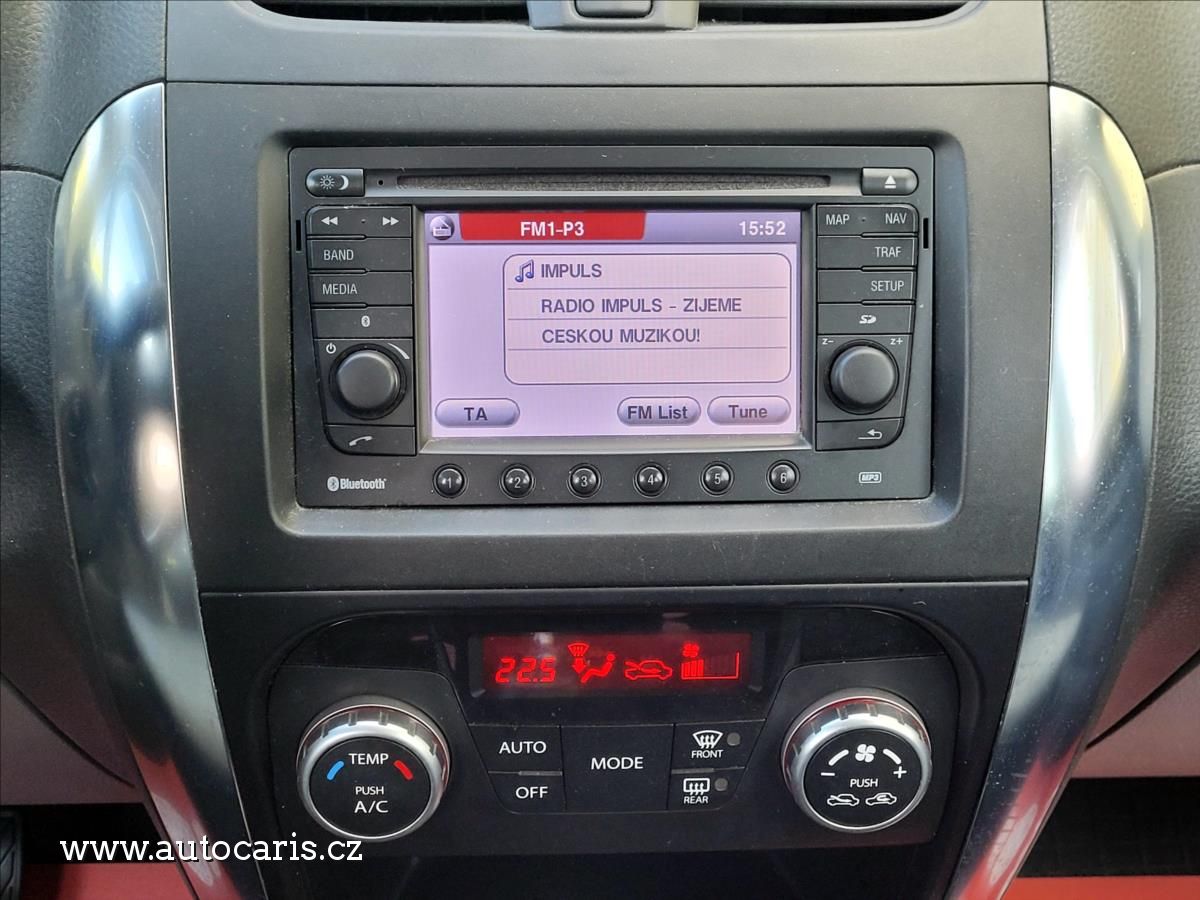 FM1-P3 15:52
MAP NAV
BAND
TRAF
IMPULS
MEDIA
SETUP
RADIO IMPULS - ZIJEME
CESKOU MUZIKOU!
z- z+
TA FM List Tune
Bluetooth
1 2 3 4 5 6
MP3
22.5
AUTO
OFF
MODE
FRONT
REAR
TEMP
PUSH
A/C
- +
PUSH
www.autocaris.cz